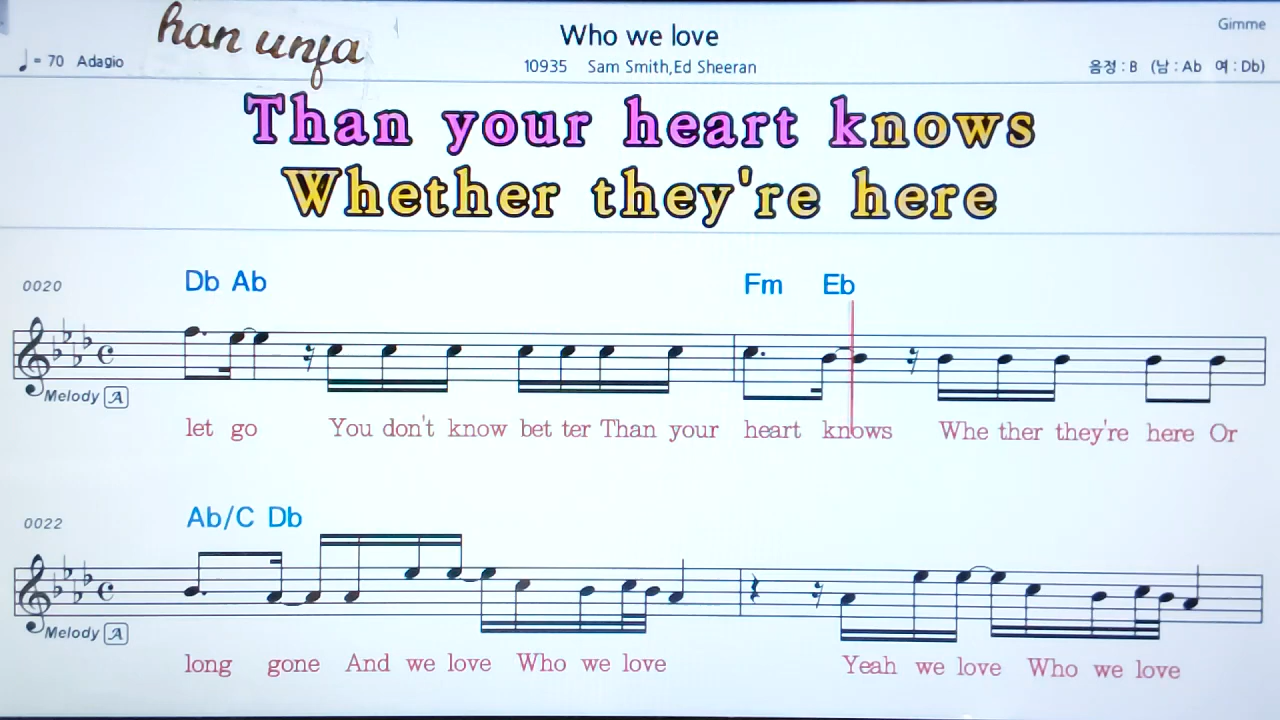 han unfa
Who we love
Gimme
♩= 70 Adagio
10935 Sam Smith,Ed Sheeran
음정 : B (남 : Ab 여 : Db)
Than your heart knows
Whether they're here
0020
Db Ab Fm Eb
Melody A
let go You don't know bet ter Than your heart knows Whe ther they're here Or
0022
Ab/C Db
Melody A
long gone And we love Who we love Yeah we love Who we love